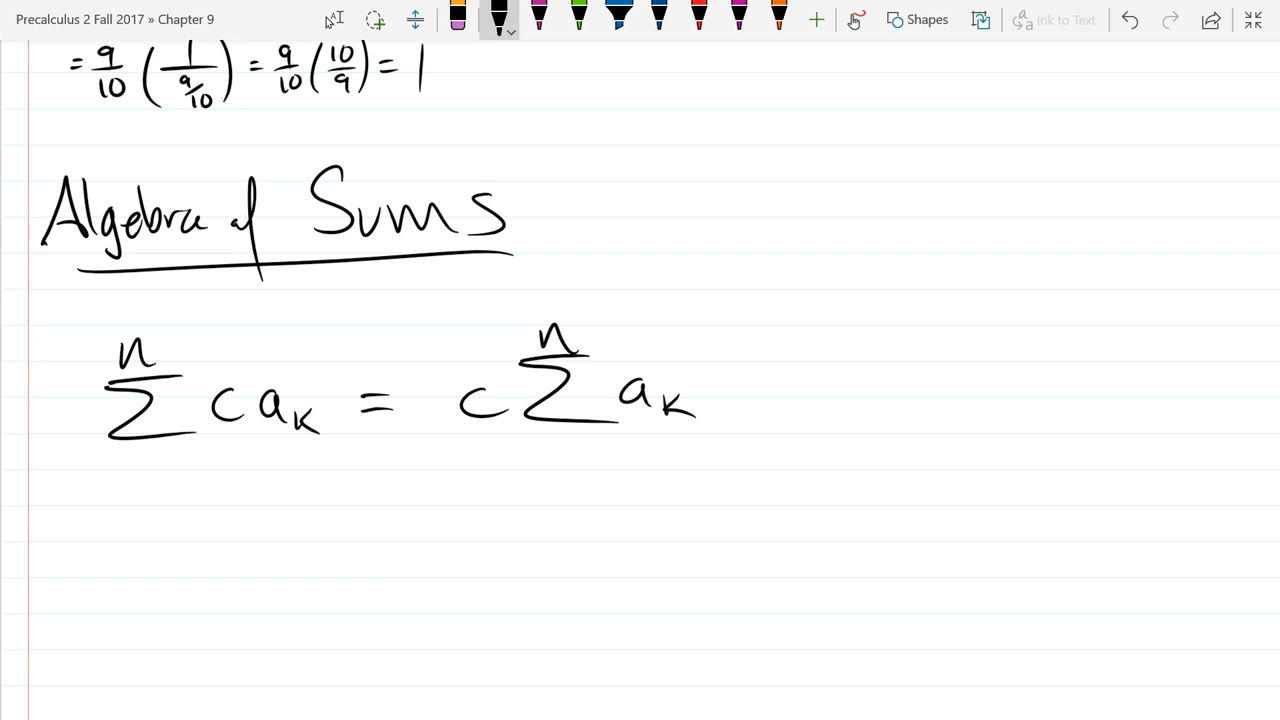 Precalculus 2 Fall 2017 » Chapter 9 Shapes Ink to Text
= 9/10 (1/(9/10)) = 9/10 (10/9) = 1
Algebra of Sums
n n
∑ c aₖ = c ∑ aₖ